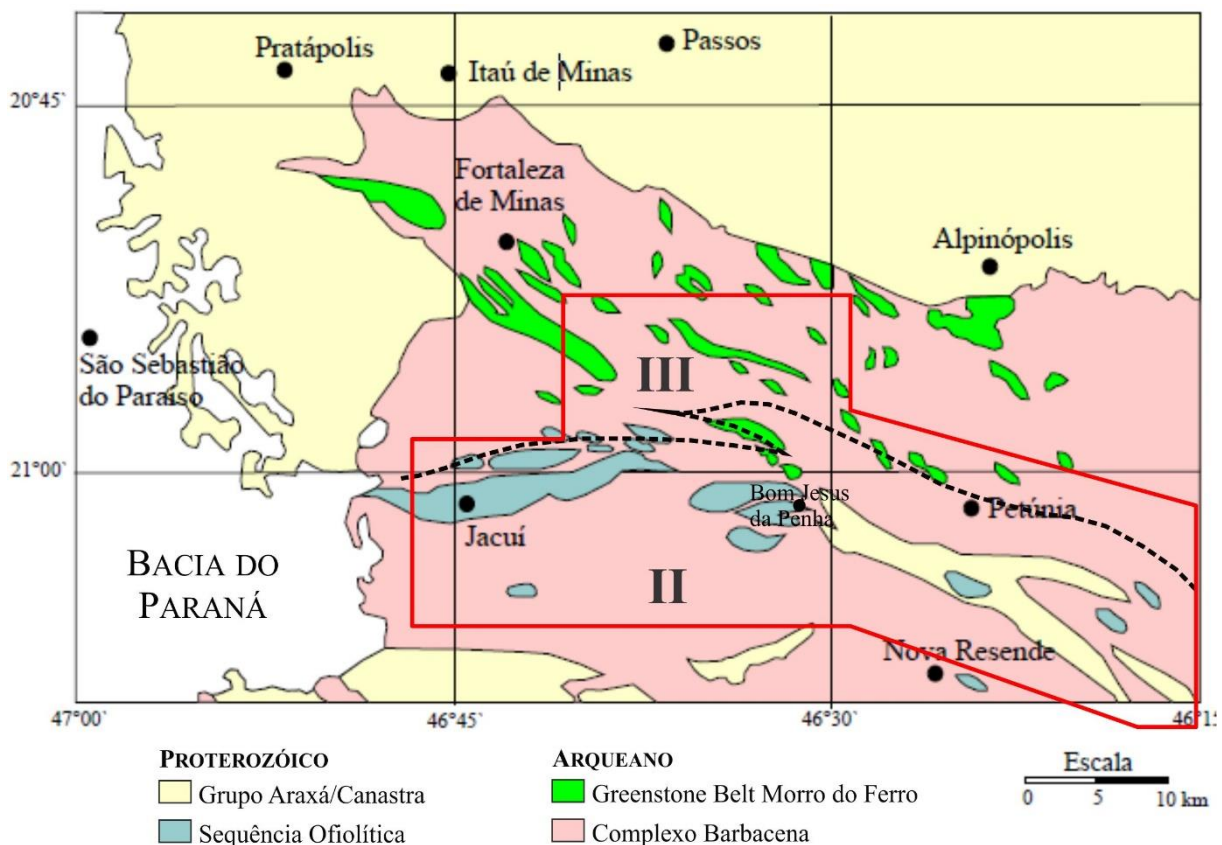 Pratápolis
Passos
Itaú de Minas
20°45`
Fortaleza
de Minas
Alpinópolis
São Sebastião
do Paraíso
III
21°00`
Bom Jesus
da Penha
Petúnia
Jacuí
BACIA DO
PARANÁ
II
Nova Resende
47°00`
46°45`
46°30`
46°15
PROTEROZÓICO
Grupo Araxá/Canastra
Sequência Ofiolítica
ARQUEANO
Greenstone Belt Morro do Ferro
Complexo Barbacena
Escala
0 5 10 km